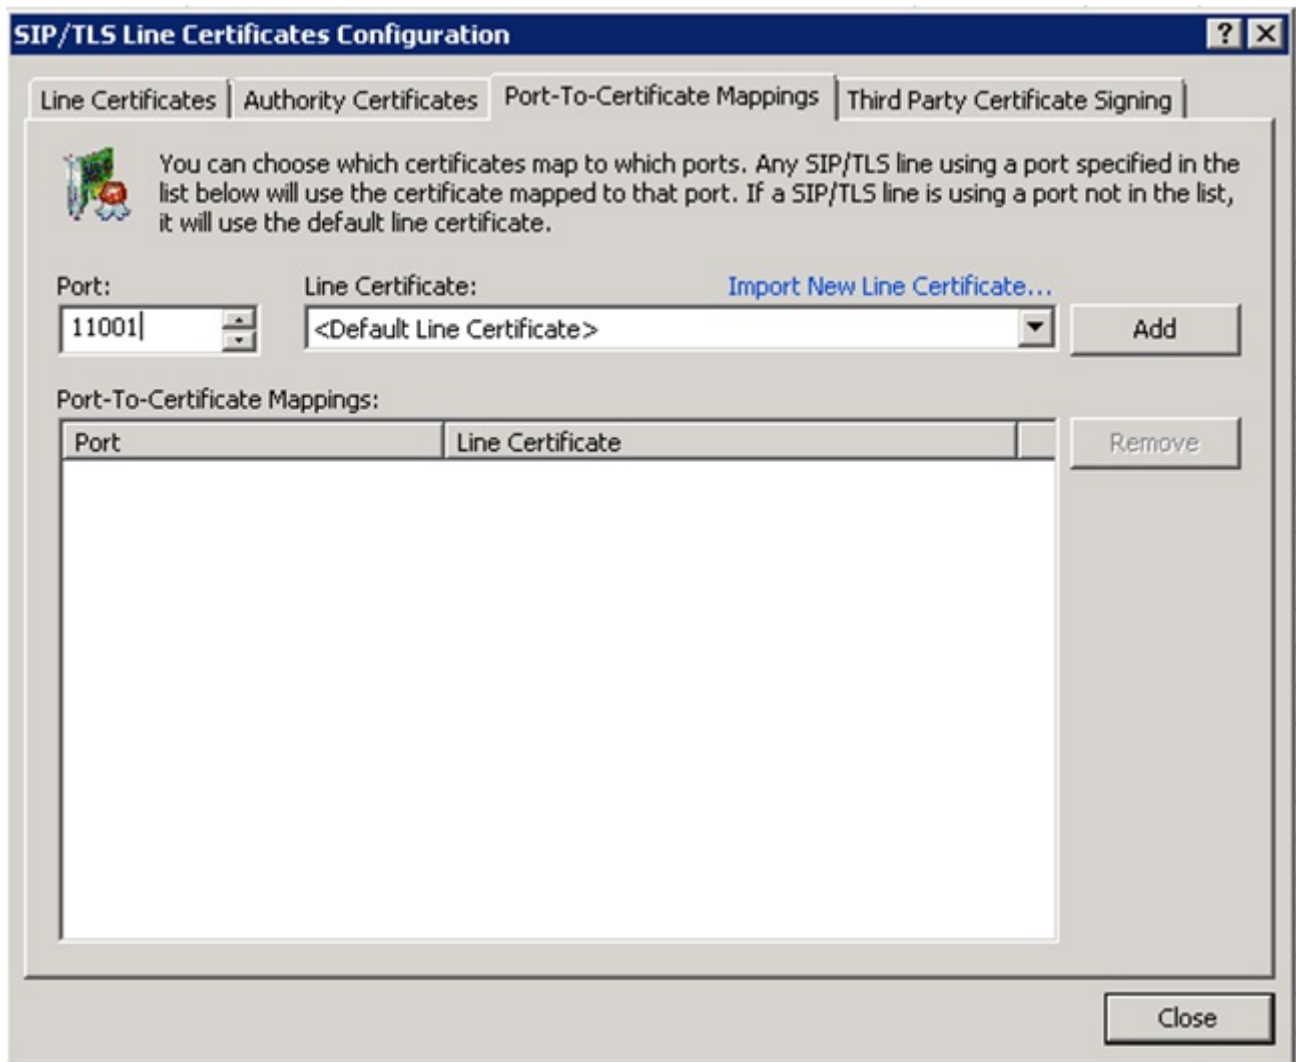 SIP/TLS Line Certificates Configuration
Line Certificates
Authority Certificates
Port-To-Certificate Mappings
Third Party Certificate Signing
You can choose which certificates map to which ports. Any SIP/TLS line using a port specified in the
list below will use the certificate mapped to that port. If a SIP/TLS line is using a port not in the list,
it will use the default line certificate.
Port:
Line Certificate:
Import New Line Certificate...
11001
<Default Line Certificate>
Add
Port-To-Certificate Mappings:
Port
Line Certificate
Remove
Close